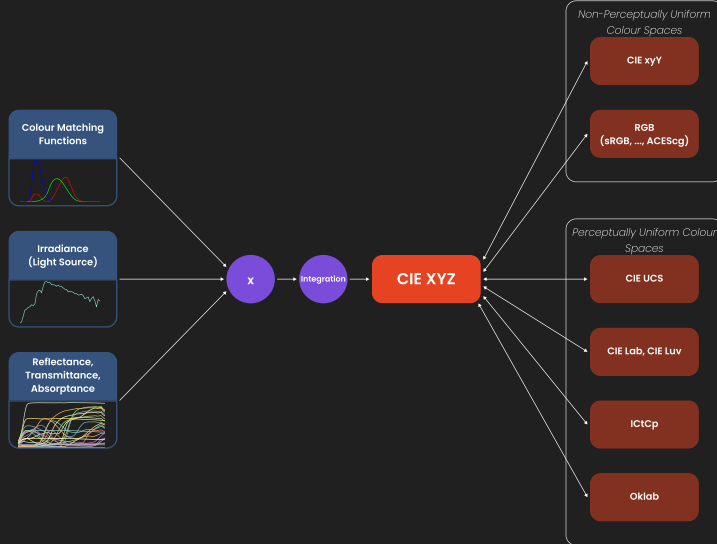 Non-Perceptually Uniform
Colour Spaces
CIE xyY
RGB
(sRGB, ..., ACEScg)
Colour Matching
Functions
Irradiance
(Light Source)
Reflectance,
Transmittance,
Absorptance
x
Integration
CIE XYZ
Perceptually Uniform Colour
Spaces
CIE UCS
CIE Lab, CIE Luv
ICtCp
Oklab